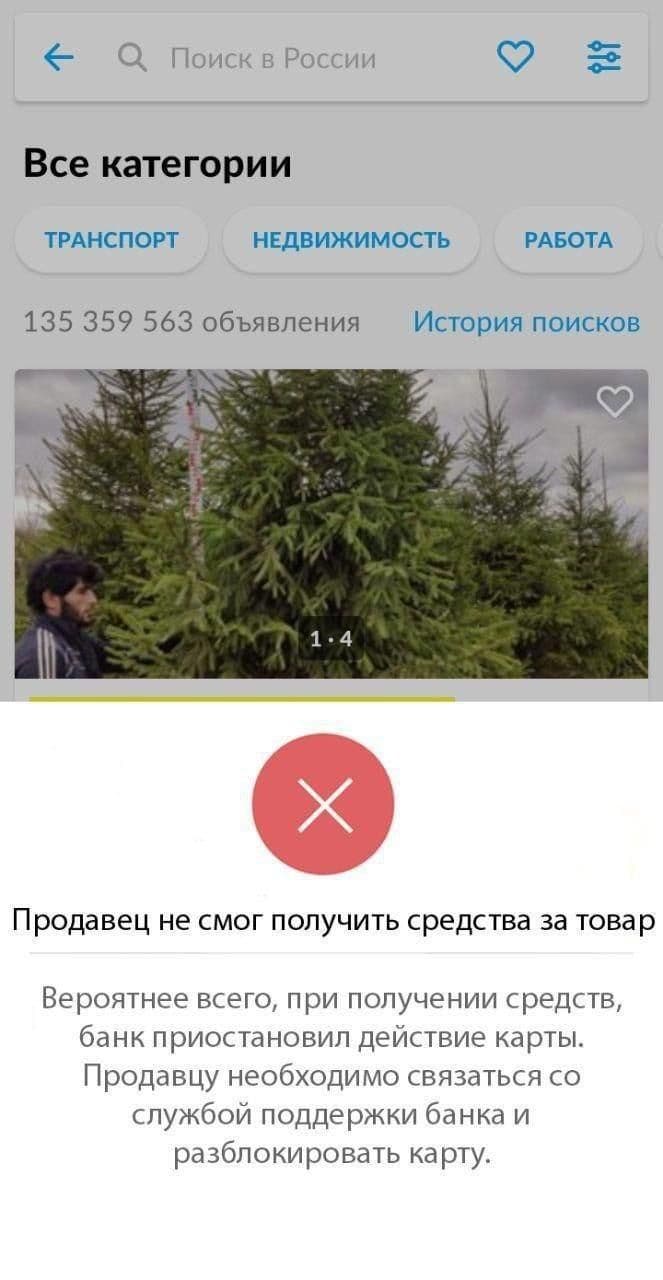 Поиск в России
Все категории
ТРАНСПОРТ
НЕДВИЖИМОСТЬ
РАБОТА
135 359 563 объявления
История поисков
1 · 4
Продавец не смог получить средства за товар
Вероятнее всего, при получении средств,
банк приостановил действие карты.
Продавцу необходимо связаться со
службой поддержки банка и
разблокировать карту.